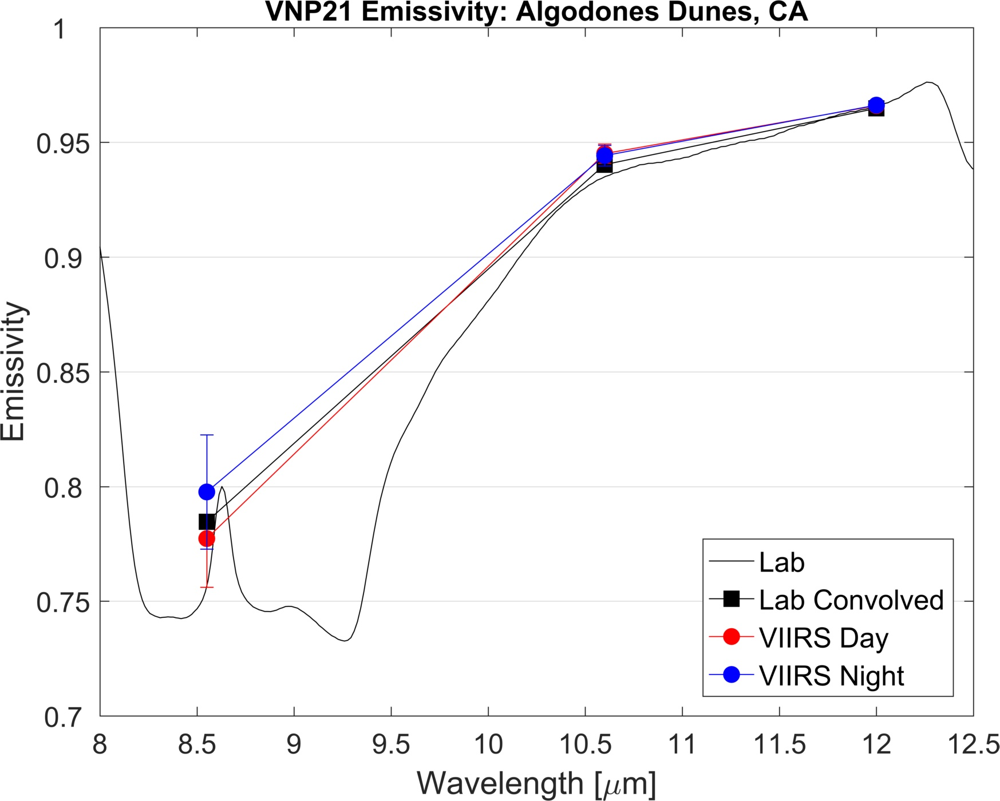 VNP21 Emissivity: Algodones Dunes, CA
1
0.95
0.9
0.85
0.8
0.75
0.7
Emissivity
8 8.5 9 9.5 10 10.5 11 11.5 12 12.5
Wavelength [μm]
Lab
Lab Convolved
VIIRS Day
VIIRS Night